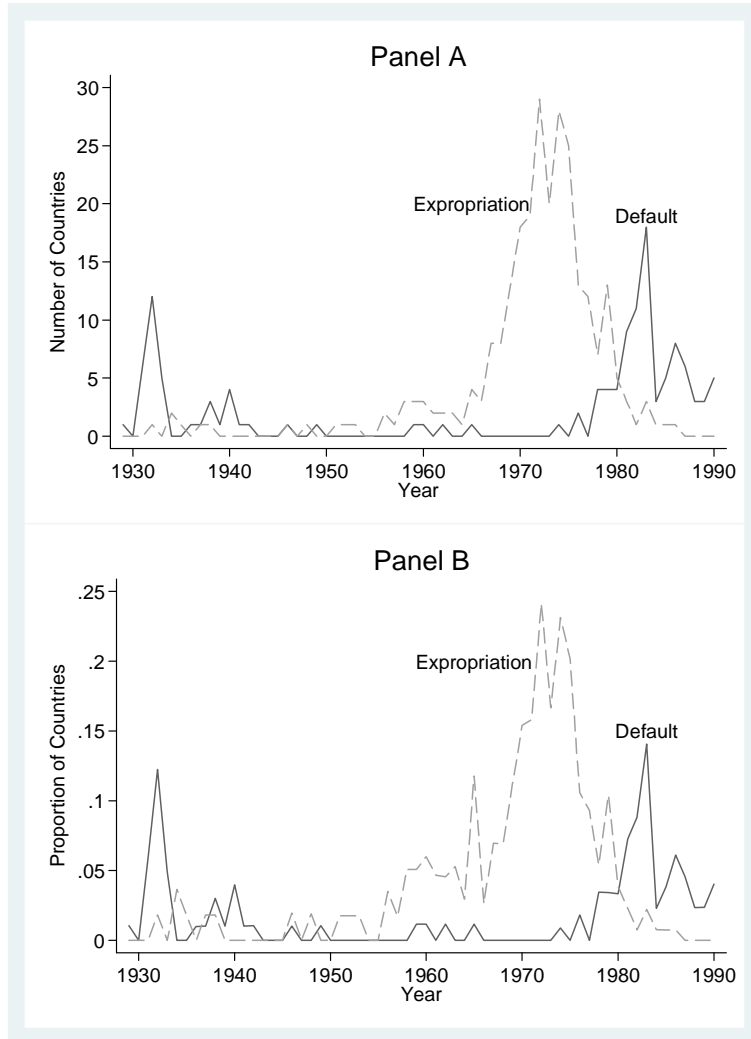 Panel A
Number of Countries
30
25
20
15
10
5
0
Expropriation
Default
1930 1940 1950 1960 1970 1980 1990
Year
Panel B
Proportion of Countries
.25
.2
.15
.1
.05
0
Expropriation
Default
1930 1940 1950 1960 1970 1980 1990
Year